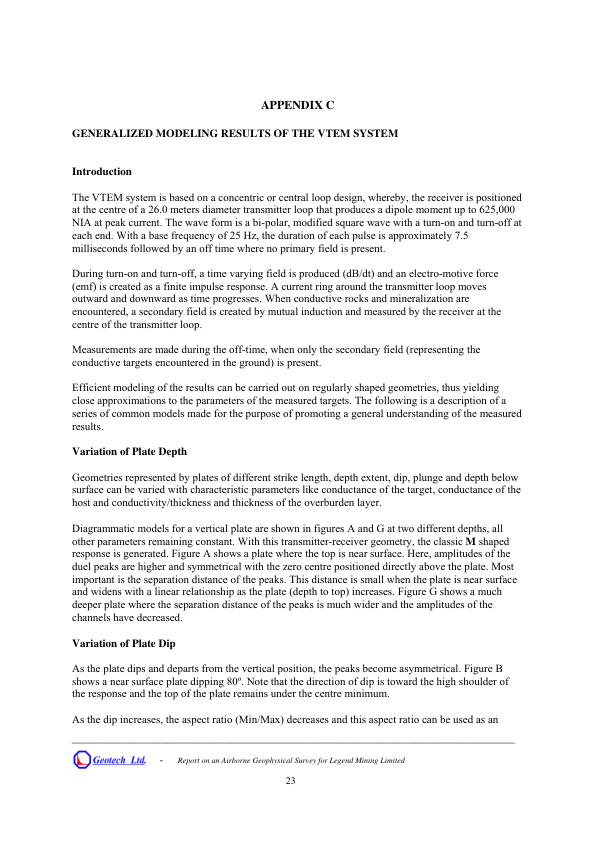 APPENDIX C
GENERALIZED MODELING RESULTS OF THE VTEM SYSTEM
Introduction
The VTEM system is based on a concentric or central loop design, whereby, the receiver is positioned
at the centre of a 26.0 meters diameter transmitter loop that produces a dipole moment up to 625,000
NIA at peak current. The wave form is a bi-polar, modified square wave with a turn-on and turn-off at
each end. With a base frequency of 25 Hz, the duration of each pulse is approximately 7.5
milliseconds followed by an off time where no primary field is present.
During turn-on and turn-off, a time varying field is produced (dB/dt) and an electro-motive force
(emf) is created as a finite impulse response. A current ring around the transmitter loop moves
outward and downward as time progresses. When conductive rocks and mineralization are
encountered, a secondary field is created by mutual induction and measured by the receiver at the
centre of the transmitter loop.
Measurements are made during the off-time, when only the secondary field (representing the
conductive targets encountered in the ground) is present.
Efficient modeling of the results can be carried out on regularly shaped geometries, thus yielding
close approximations to the parameters of the measured targets. The following is a description of a
series of common models made for the purpose of promoting a general understanding of the measured
results.
Variation of Plate Depth
Geometries represented by plates of different strike length, depth extent, dip, plunge and depth below
surface can be varied with characteristic parameters like conductance of the target, conductance of the
host and conductivity/thickness and thickness of the overburden layer.
Diagrammatic models for a vertical plate are shown in figures A and G at two different depths, all
other parameters remaining constant. With this transmitter-receiver geometry, the classic M shaped
response is generated. Figure A shows a plate where the top is near surface. Here, amplitudes of the
duel peaks are higher and symmetrical with the zero centre positioned directly above the plate. Most
important is the separation distance of the peaks. This distance is small when the plate is near surface
and widens with a linear relationship as the plate (depth to top) increases. Figure G shows a much
deeper plate where the separation distance of the peaks is much wider and the amplitudes of the
channels have decreased.
Variation of Plate Dip
As the plate dips and departs from the vertical position, the peaks become asymmetrical. Figure B
shows a near surface plate dipping 80º. Note that the direction of dip is toward the high shoulder of
the response and the top of the plate remains under the centre minimum.
As the dip increases, the aspect ratio (Min/Max) decreases and this aspect ratio can be used as an
Geotech Ltd. - Report on an Airborne Geophysical Survey for Legend Mining Limited
23